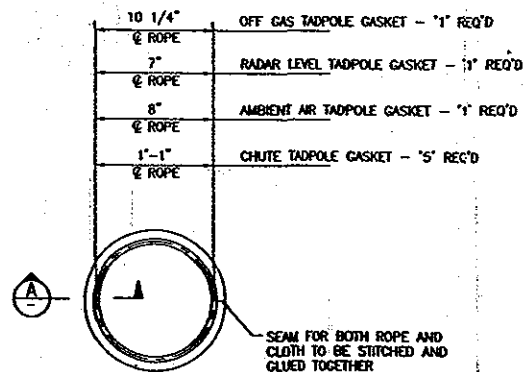 10 1/4" OFF GAS TADPOLE GASKET – "1" REQ'D
℄ ROPE
7" RADAR LEVEL TADPOLE GASKET – "1" REQ'D
℄ ROPE
8" AMBIENT AIR TADPOLE GASKET – "1" REQ'D
℄ ROPE
1'-1" CHUTE TADPOLE GASKET – "5" REQ'D
℄ ROPE
A
-
SEAM FOR BOTH ROPE AND
CLOTH TO BE STITCHED AND
GLUED TOGETHER